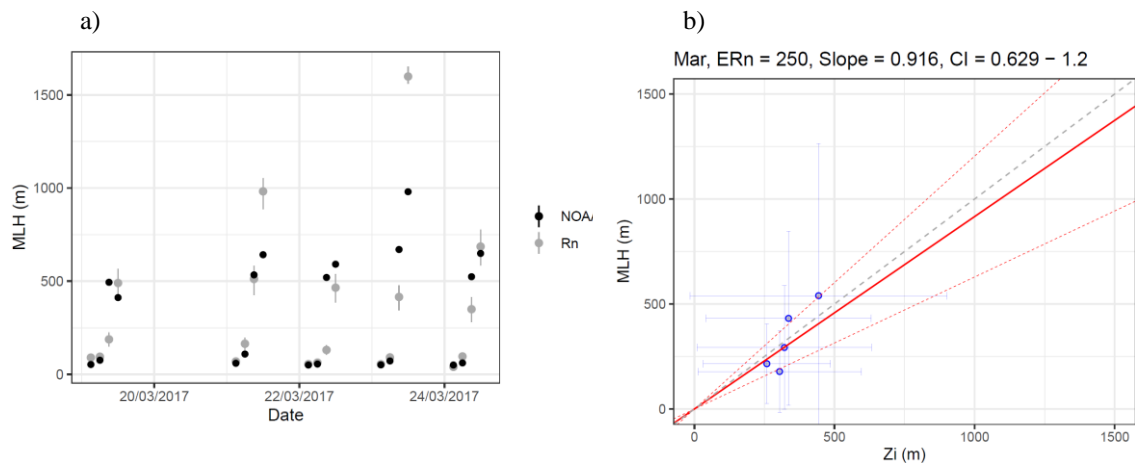 a)
1500
1000
500
0
MLH (m)
20/03/2017
22/03/2017
24/03/2017
Date
NOA
Rn
b)
Mar, ERn = 250, Slope = 0.916, CI = 0.629 − 1.2
1500
1000
500
0
MLH (m)
0
500
1000
1500
Zi (m)